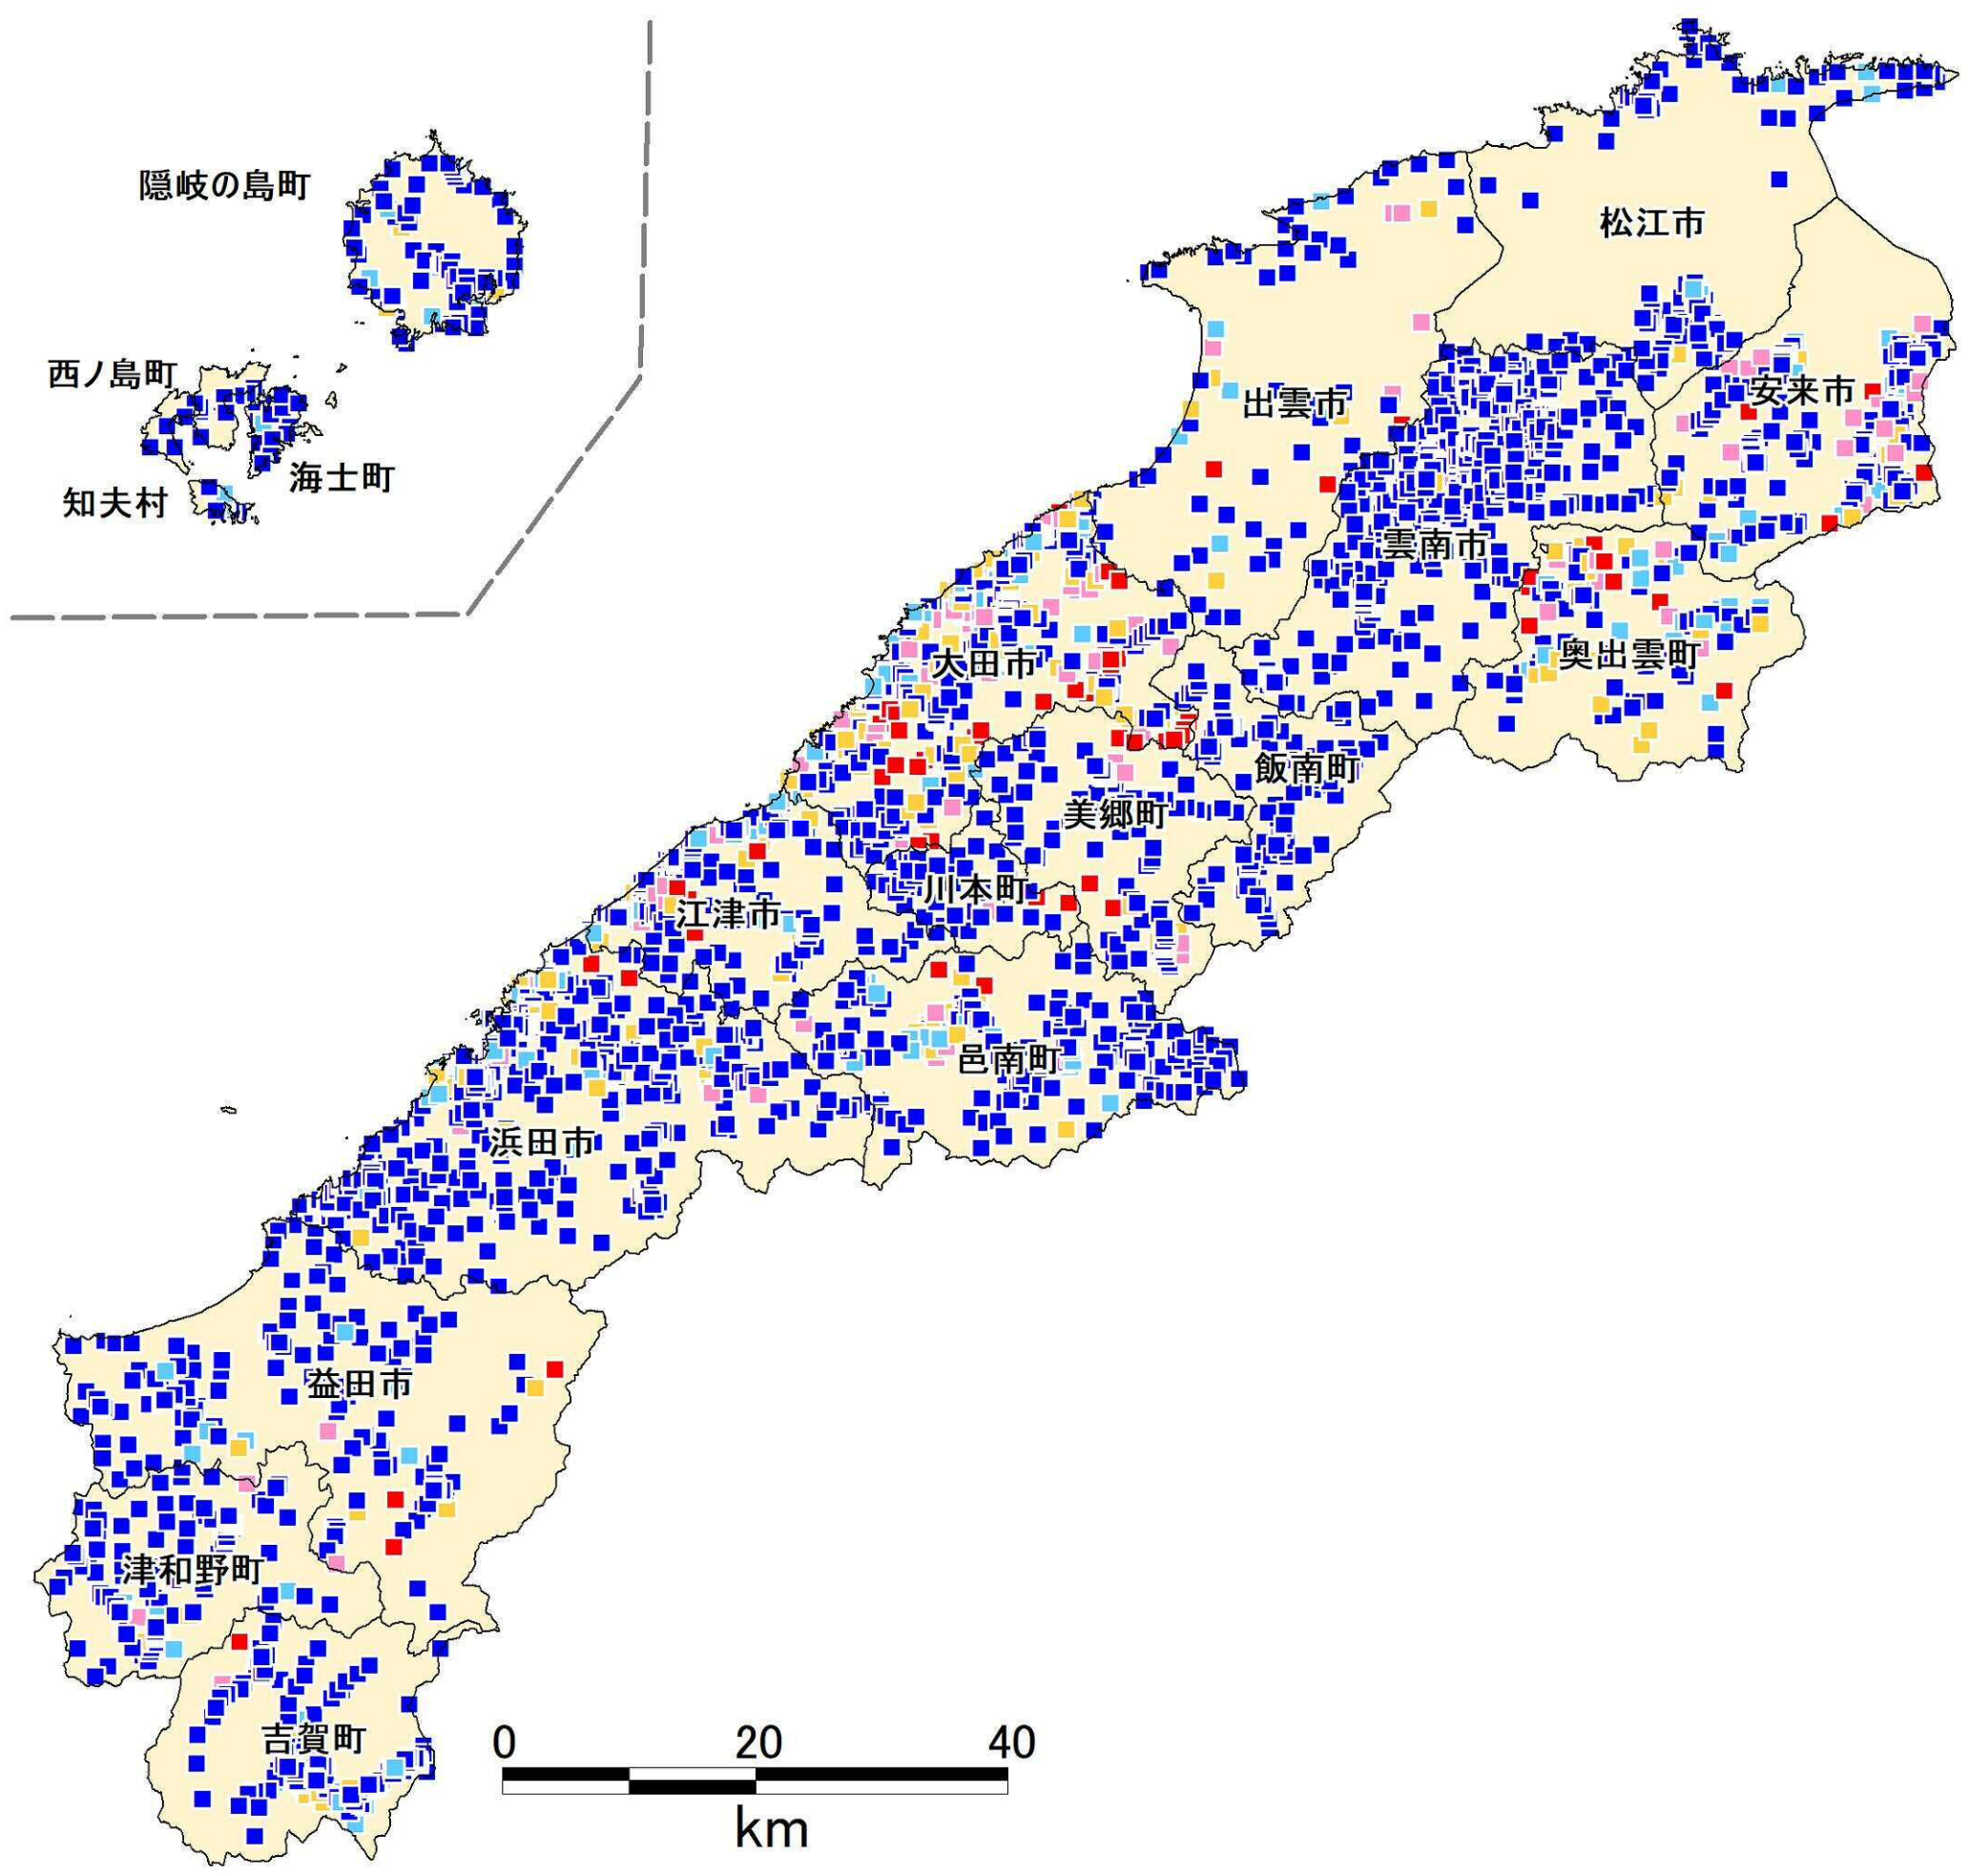 隠岐の島町
松江市
西ノ島町
安来市
出雲市
海士町
知夫村
雲南市
奥出雲町
大田市
飯南町
美郷町
川本町
江津市
邑南町
浜田市
益田市
津和野町
吉賀町
0 20 40
km